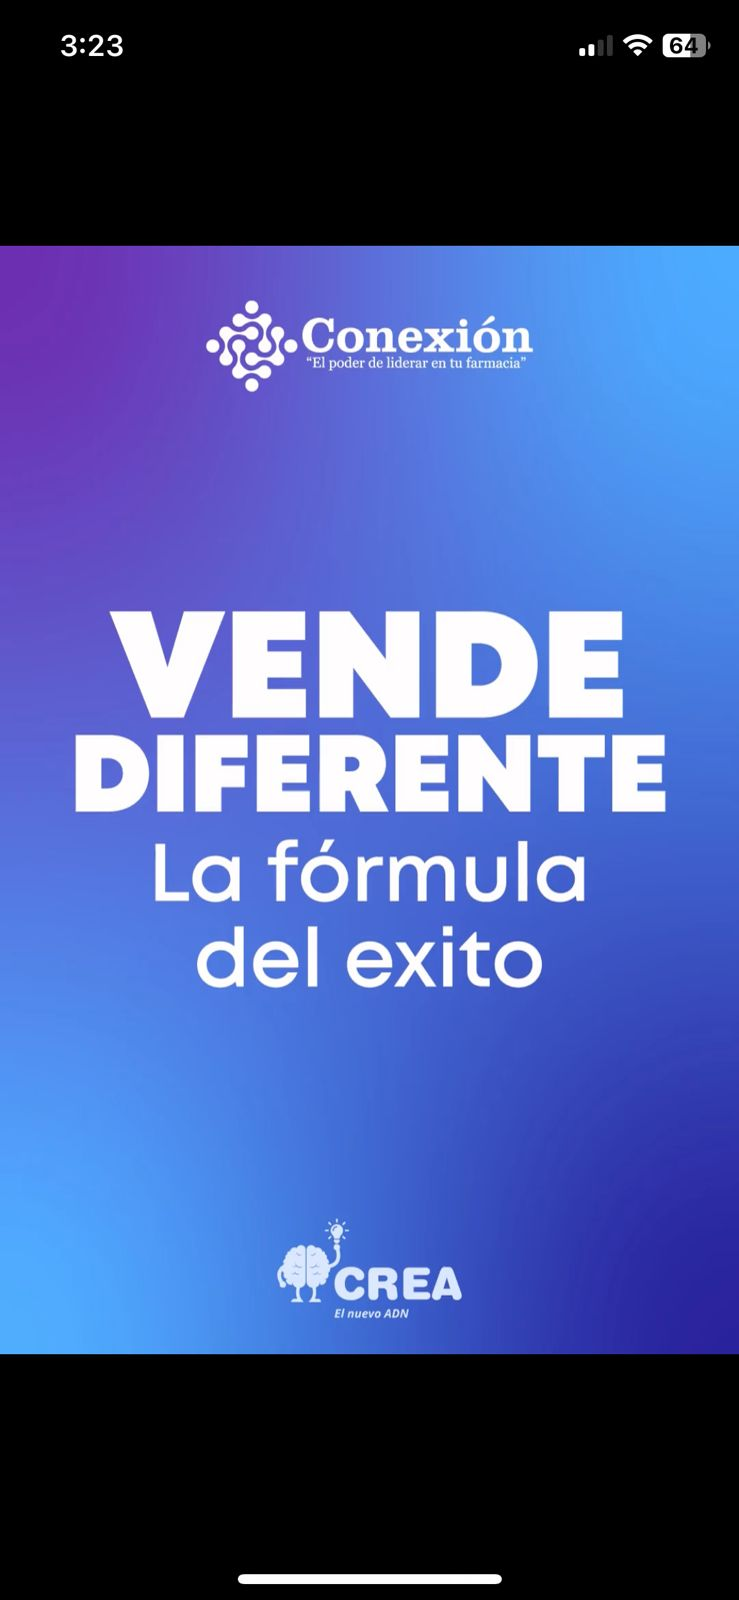 3:23
64
Conexión
“El poder de liderar en tu farmacia”
VENDE
DIFERENTE
La fórmula
del exito
CREA
El nuevo ADN